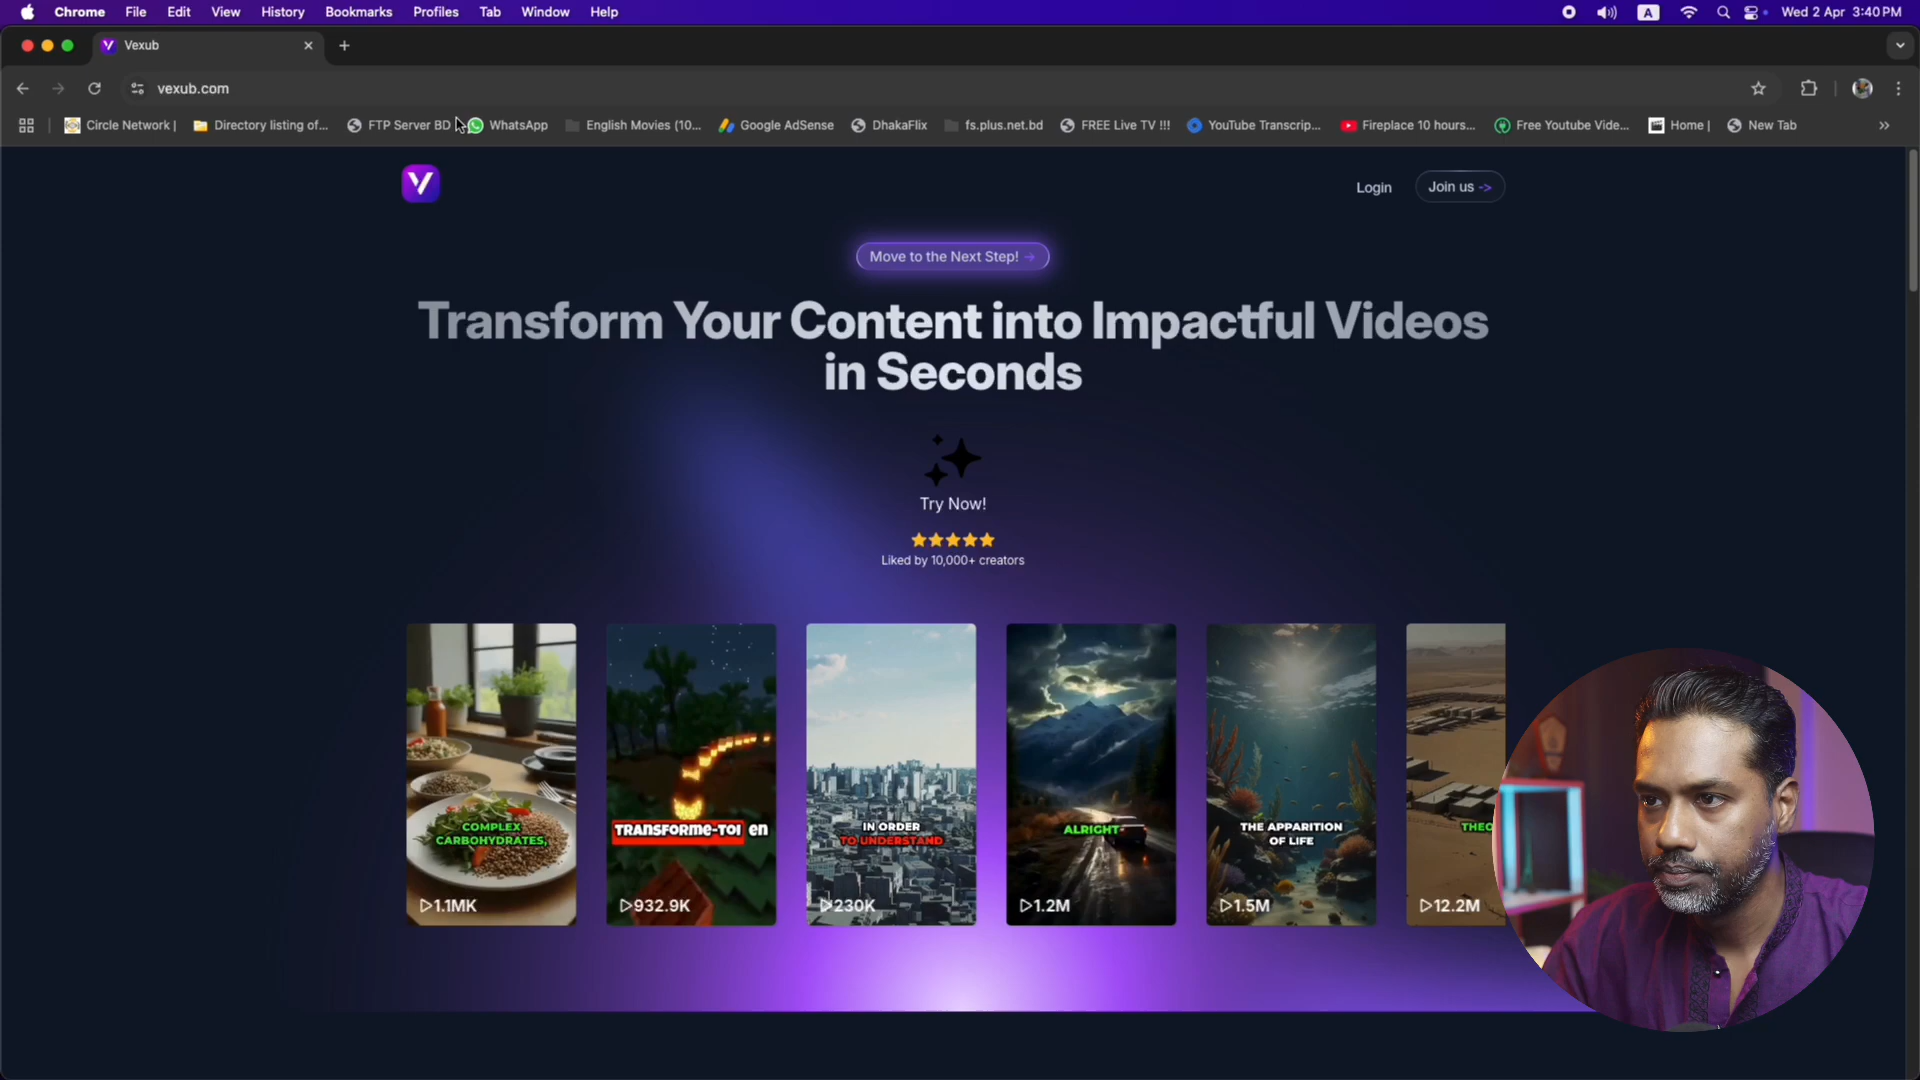 Chrome File Edit View History Bookmarks Profiles Tab Window Help
A Wed 2 Apr 3:40 PM
Vexub
vexub.com
Circle Network | Directory listing of... FTP Server BD WhatsApp English Movies (10... Google AdSense DhakaFlix fs.plus.net.bd FREE Live TV !!! YouTube Transcrip... Fireplace 10 hours... Free Youtube Vide... Home | New Tab
V
Login Join us ->
Move to the Next Step! →
Transform Your Content into Impactful Videos
in Seconds
Try Now!
Liked by 10,000+ creators
COMPLEX
CARBOHYDRATES,
1.1MK
TRANSFORME-TOI en
932.9K
IN ORDER
TO UNDERSTAND
230K
ALRIGHT
1.2M
THE APPARITION
OF LIFE
1.5M
THEO
12.2M